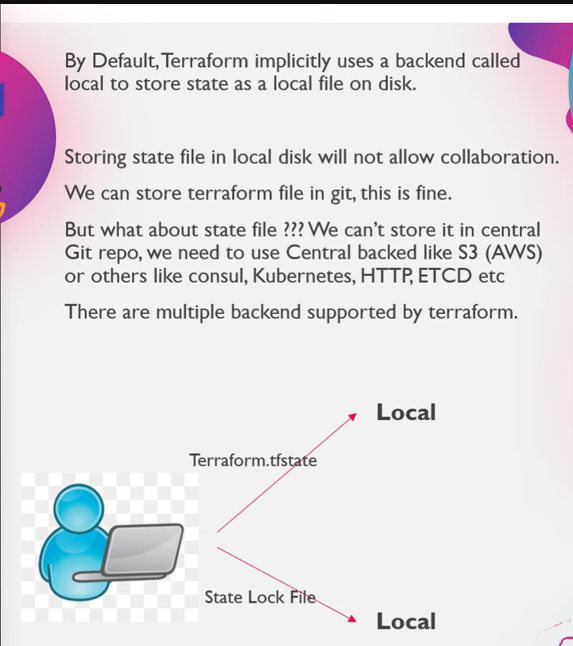 By Default, Terraform implicitly uses a backend called
local to store state as a local file on disk.
Storing state file in local disk will not allow collaboration.
We can store terraform file in git, this is fine.
But what about state file ??? We can't store it in central
Git repo, we need to use Central backed like S3 (AWS)
or others like consul, Kubernetes, HTTP, ETCD etc
There are multiple backend supported by terraform.
Local
Terraform.tfstate
State Lock File
Local